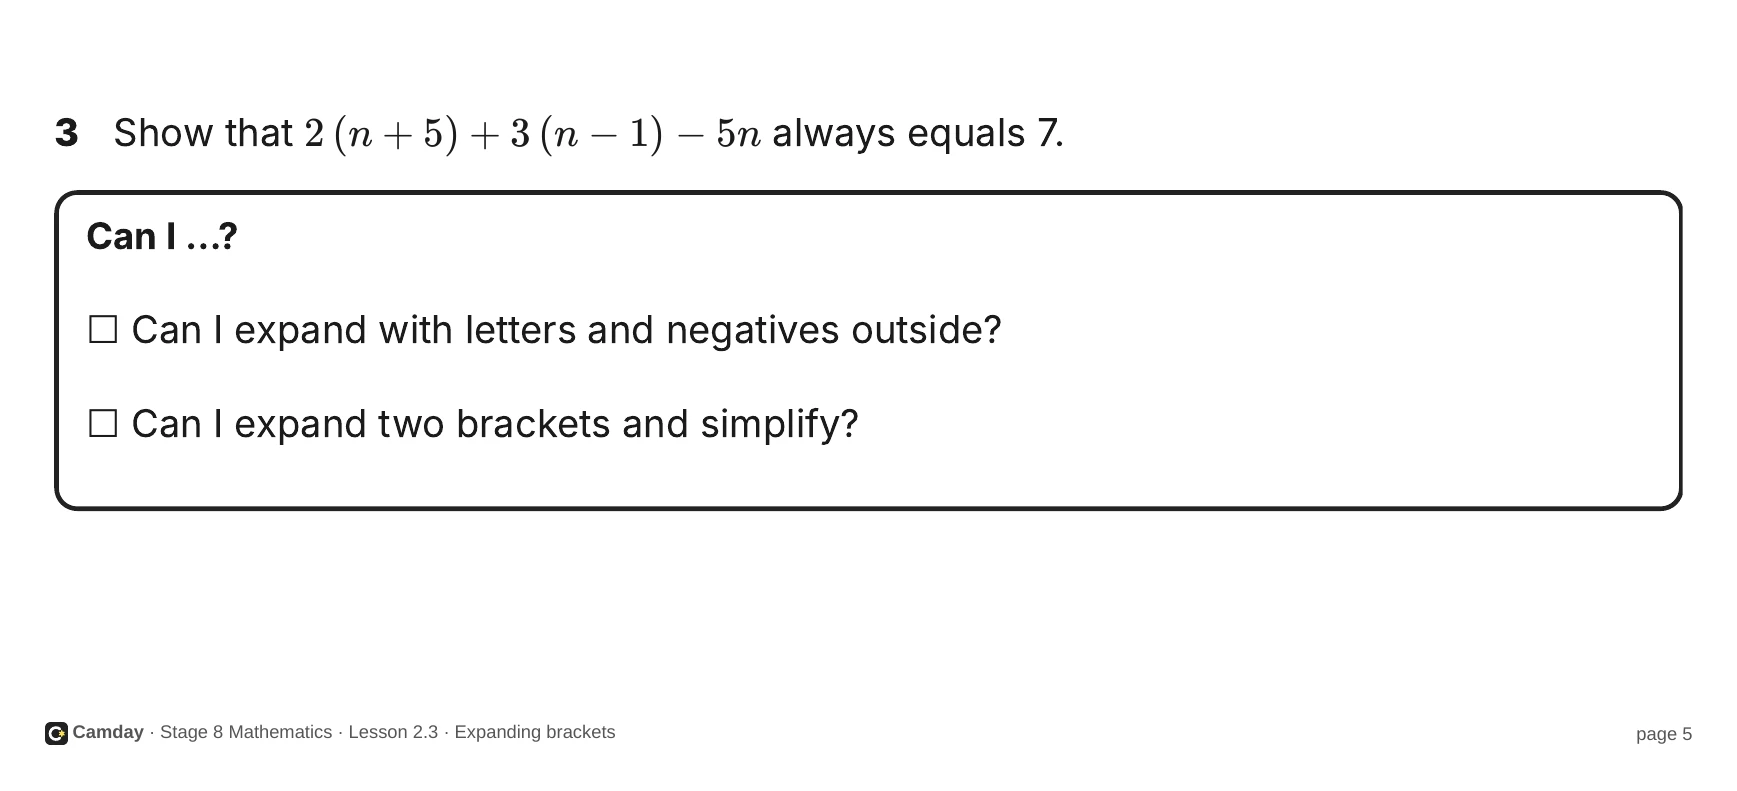 3 Show that 2 (n + 5) + 3 (n − 1) − 5n always equals 7.
Can I …?
☐ Can I expand with letters and negatives outside?
☐ Can I expand two brackets and simplify?
Camday · Stage 8 Mathematics · Lesson 2.3 · Expanding brackets
page 5